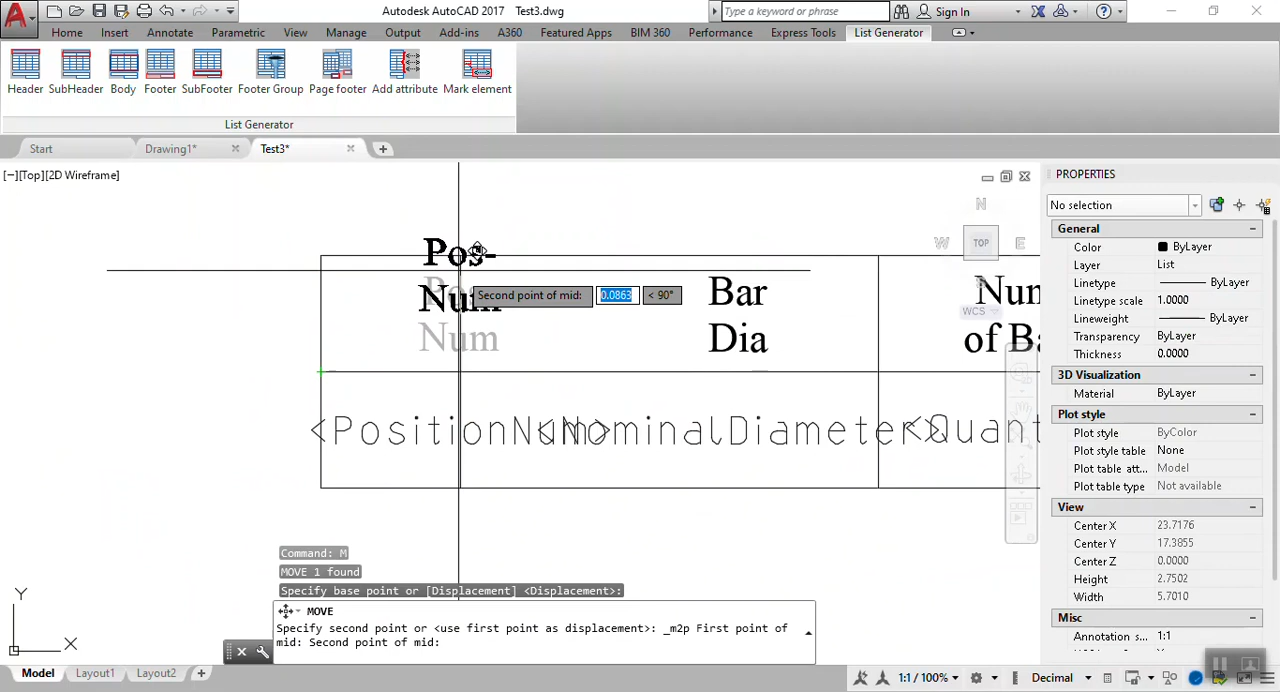 Autodesk AutoCAD 2017 Test3.dwg
Type a keyword or phrase
Sign In
Home Insert Annotate Parametric View Manage Output Add-ins A360 Featured Apps BIM 360 Performance Express Tools List Generator
Header SubHeader Body Footer SubFooter Footer Group Page footer Add attribute Mark element
List Generator
Start Drawing1* Test3*
[−][Top][2D Wireframe]
N
W TOP E
WCS
Pos-
Num
Num
Bar
Dia
of
Second point of mid: 0.0863 < 90°
<PositionNum>
<NominalDiameter>
Command: M
MOVE 1 found
Specify base point or [Displacement] <Displacement>:
MOVE
Specify second point or <use first point as displacement>: _m2p First point of
mid: Second point of mid:
Y
X
PROPERTIES
No selection
General
Color ByLayer
Layer List
Linetype ByLayer
Linetype scale 1.0000
Lineweight ByLayer
Transparency ByLayer
Thickness 0.0000
3D Visualization
Material ByLayer
Plot style
Plot style ByColor
Plot style table None
Plot table att... Model
Plot table type Not available
View
Center X 23.7176
Center Y 17.3855
Center Z 0.0000
Height 2.7502
Width 5.7010
Misc
Annotation s... 1:1
Model Layout1 Layout2
1:1 / 100% Decimal